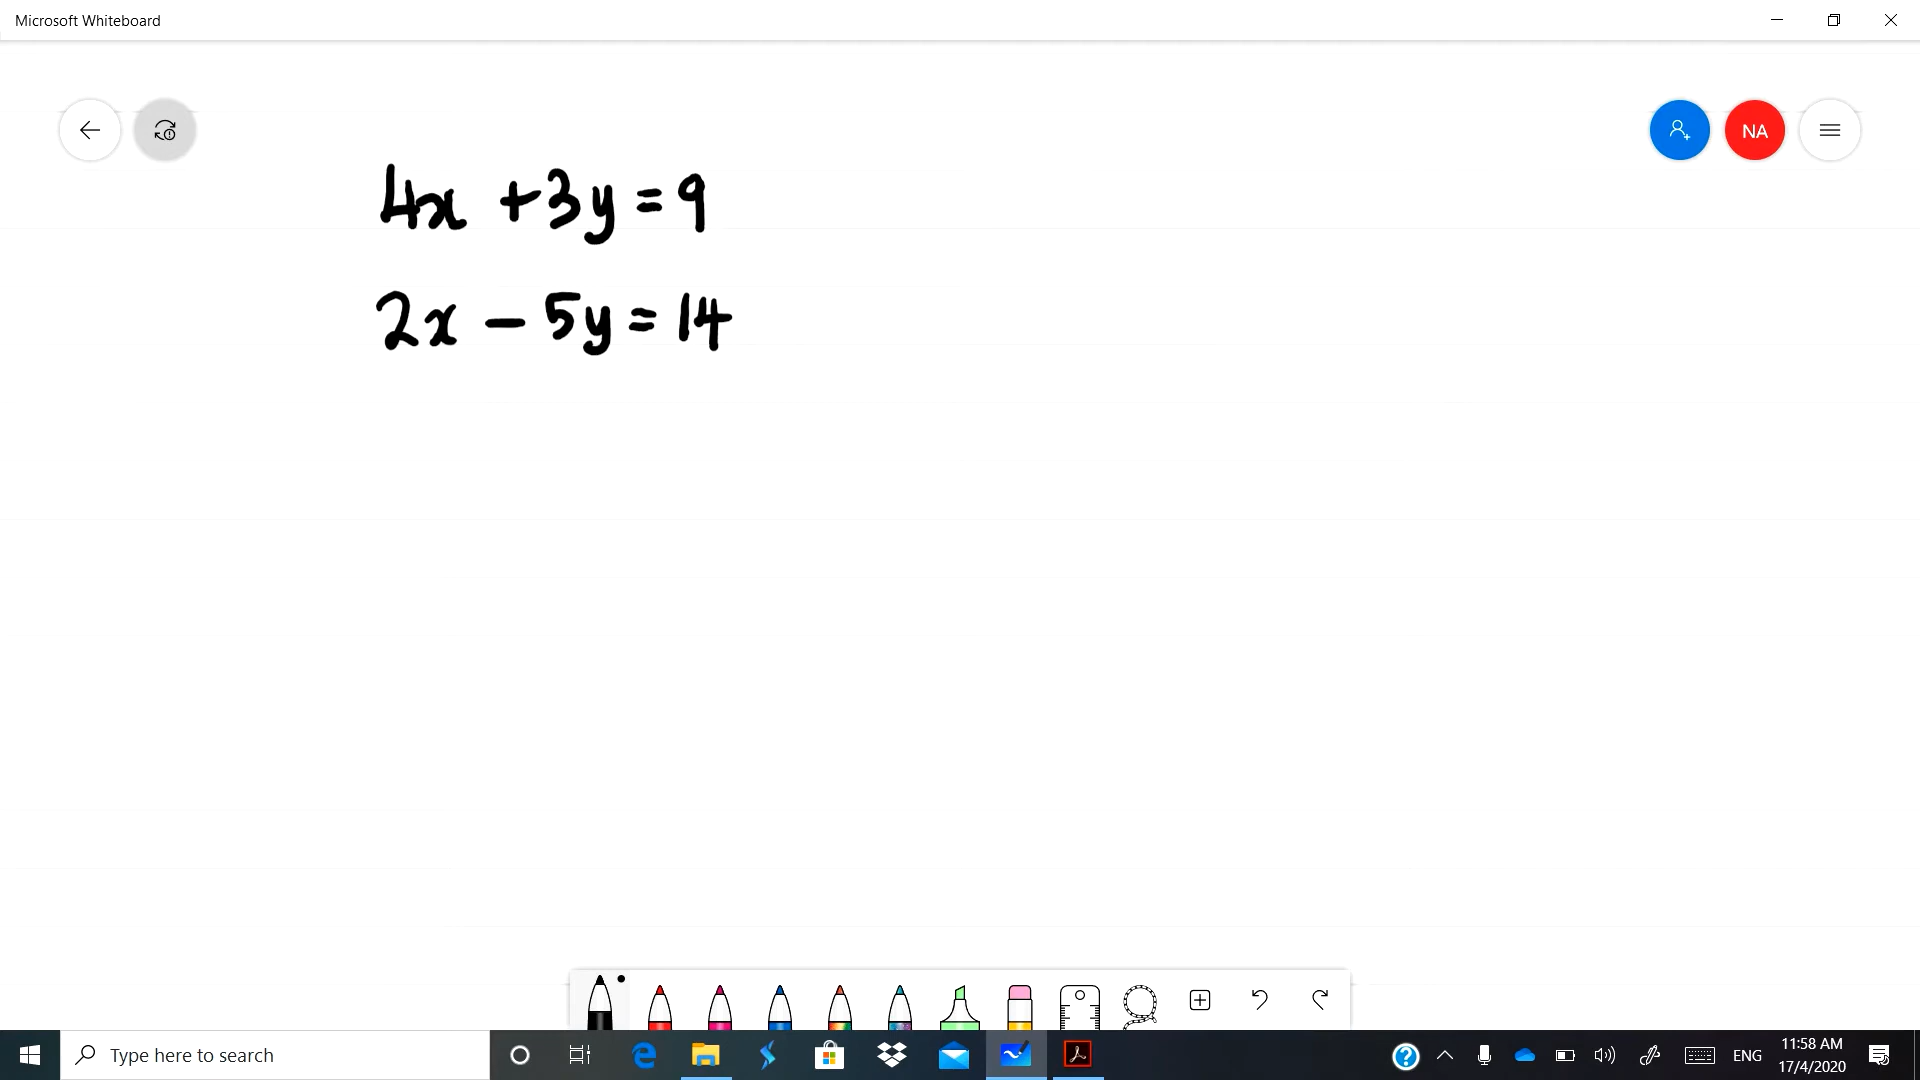 Microsoft Whiteboard
NA
4x + 3y = 9
2x - 5y = 14
Type here to search
ENG
11:58 AM
17/4/2020